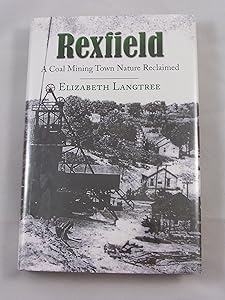 Rexfield
A Coal Mining Town Nature Reclaimed
Elizabeth Langtree